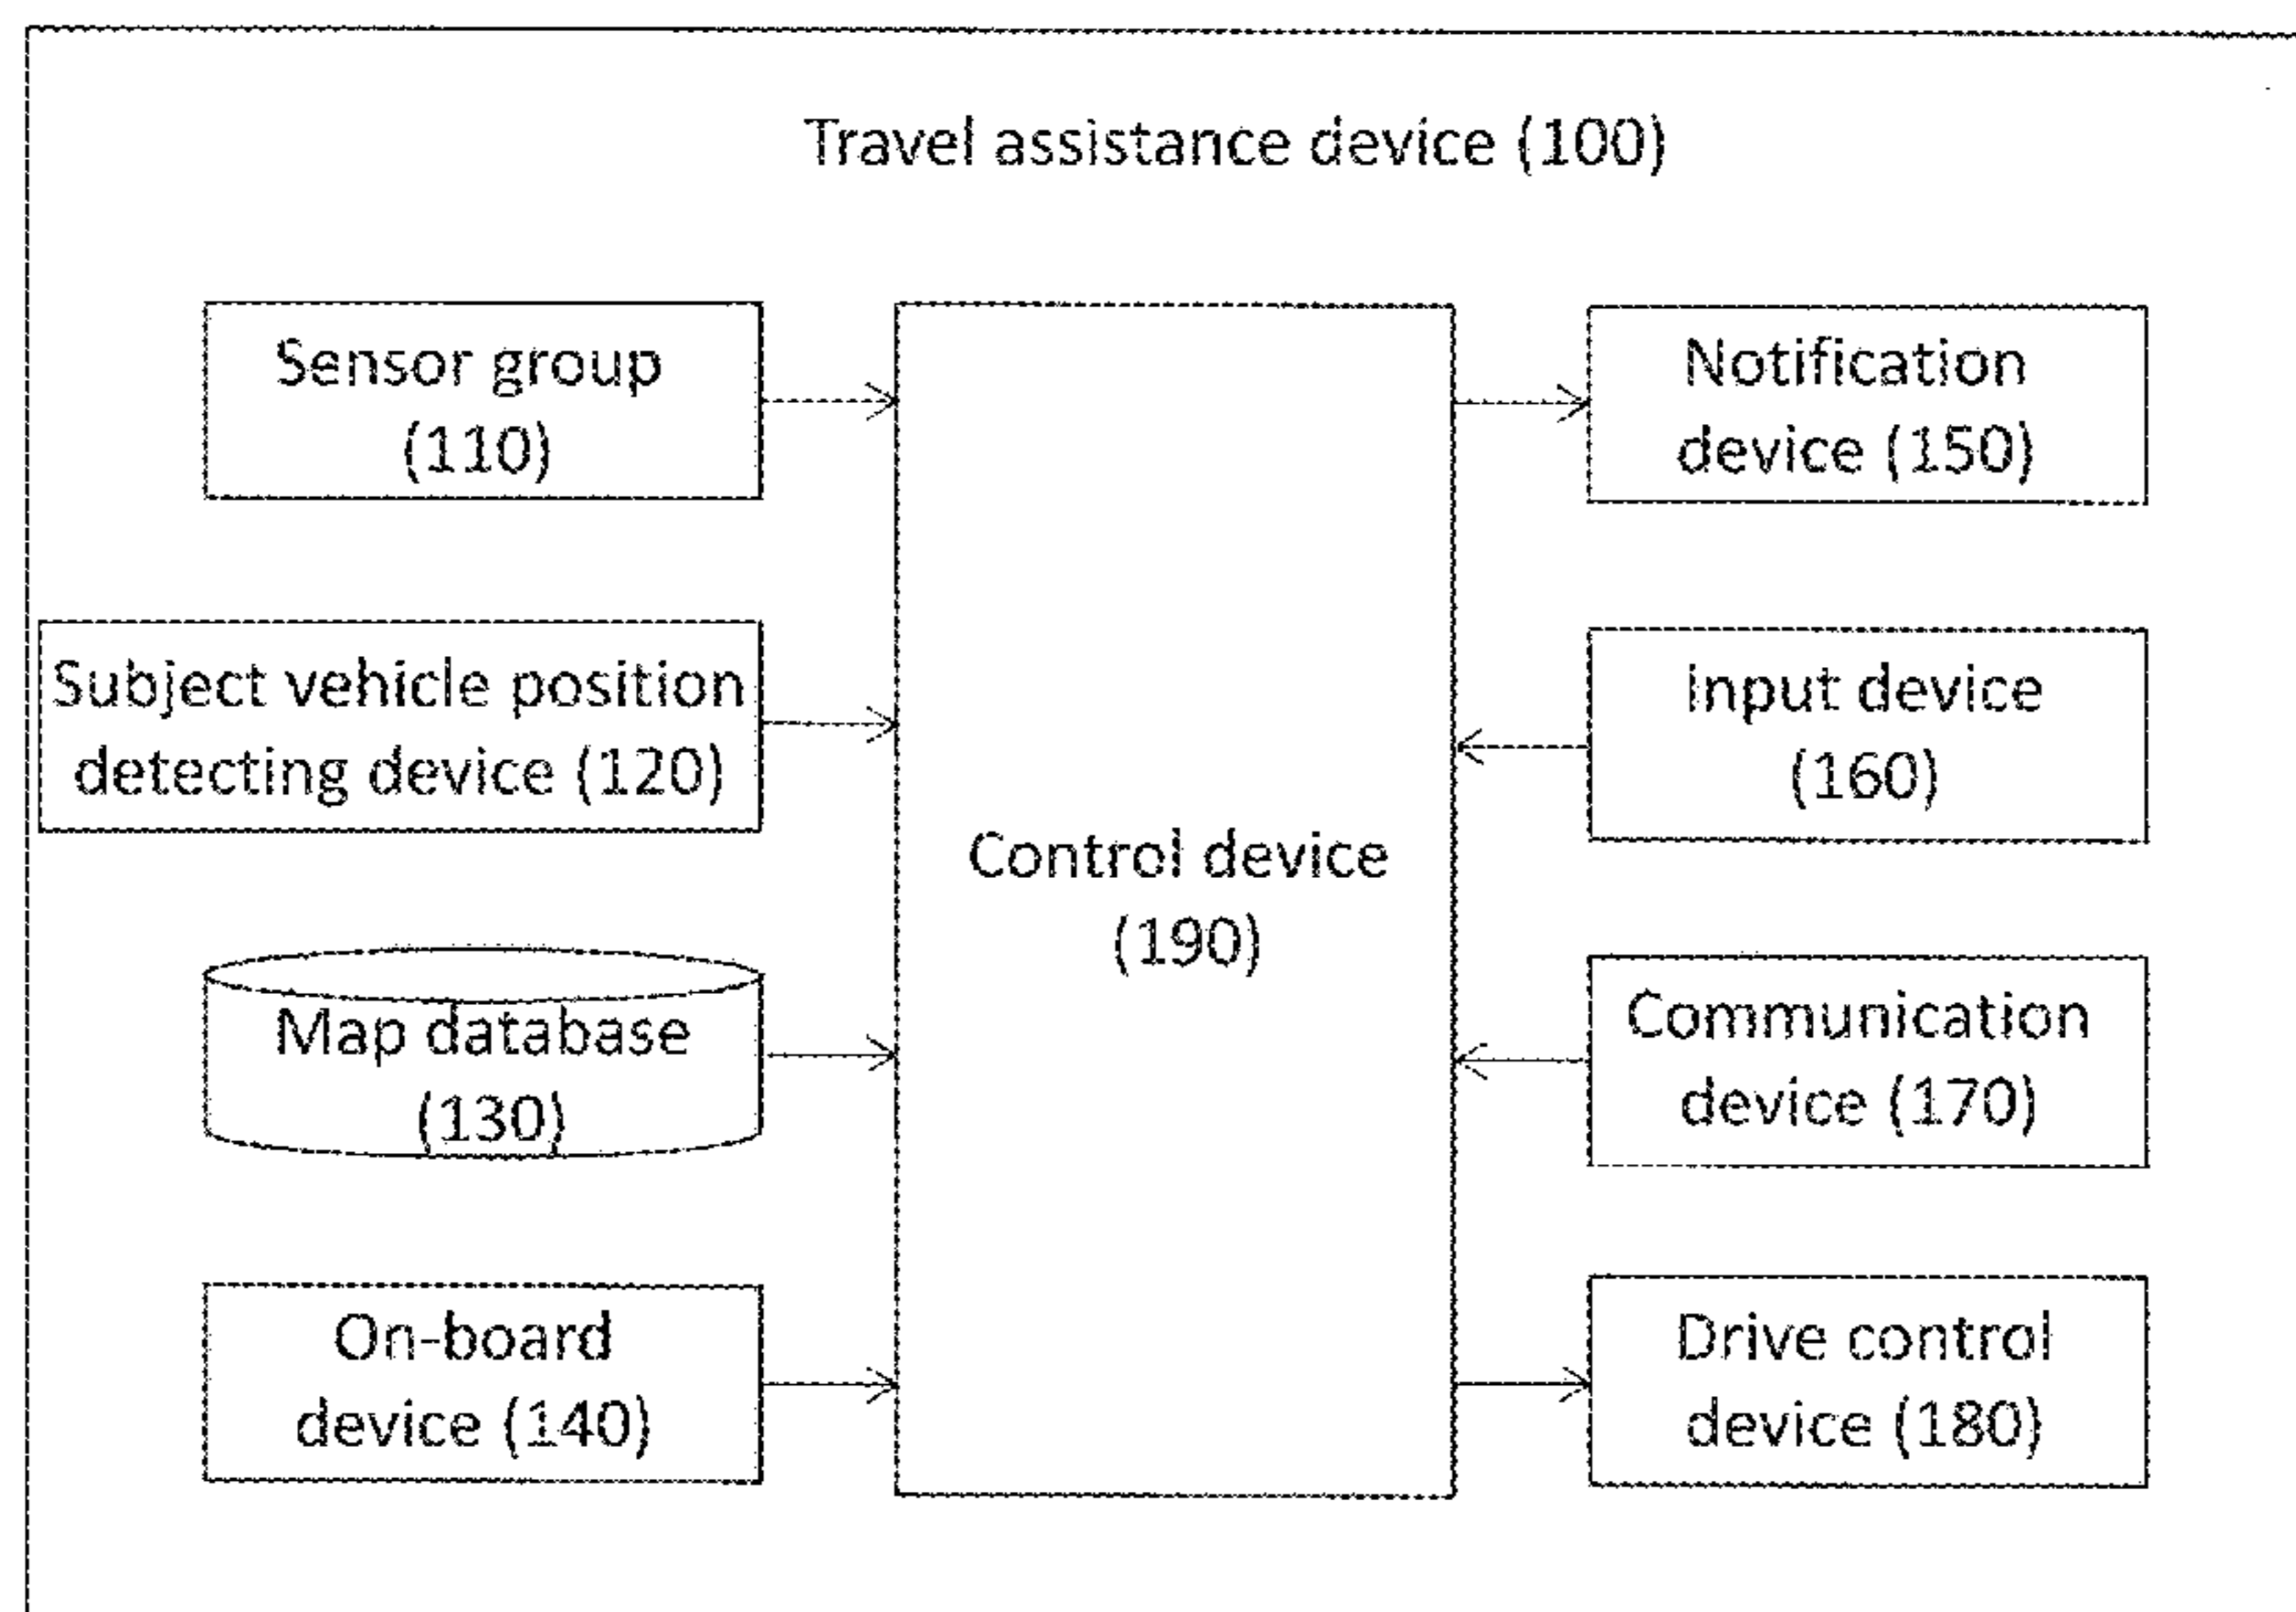 Travel assistance device (100)
Sensor group
(110)
Subject vehicle position
detecting device (120)
Map database
(130)
On-board
device (140)
Control device
(190)
Notification
device (150)
Input device
(160)
Communication
device (170)
Drive control
device (180)